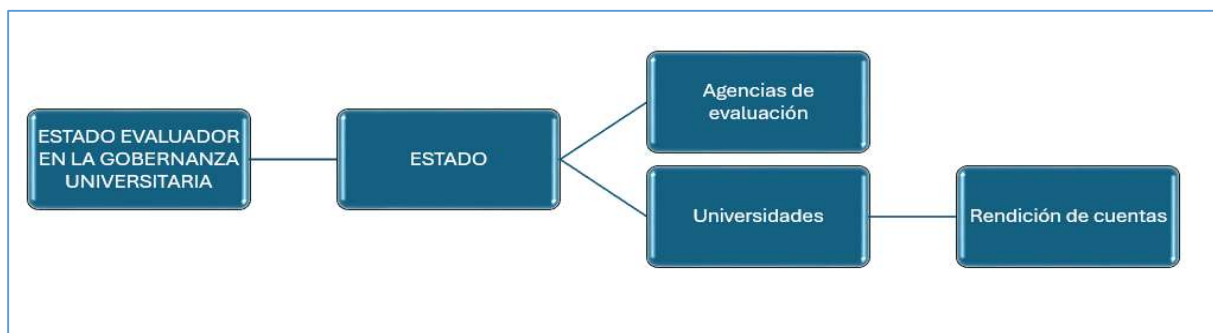 ESTADO EVALUADOR
EN LA GOBERNANZA
UNIVERSITARIA
ESTADO
Agencias de
evaluación
Universidades
Rendición de cuentas